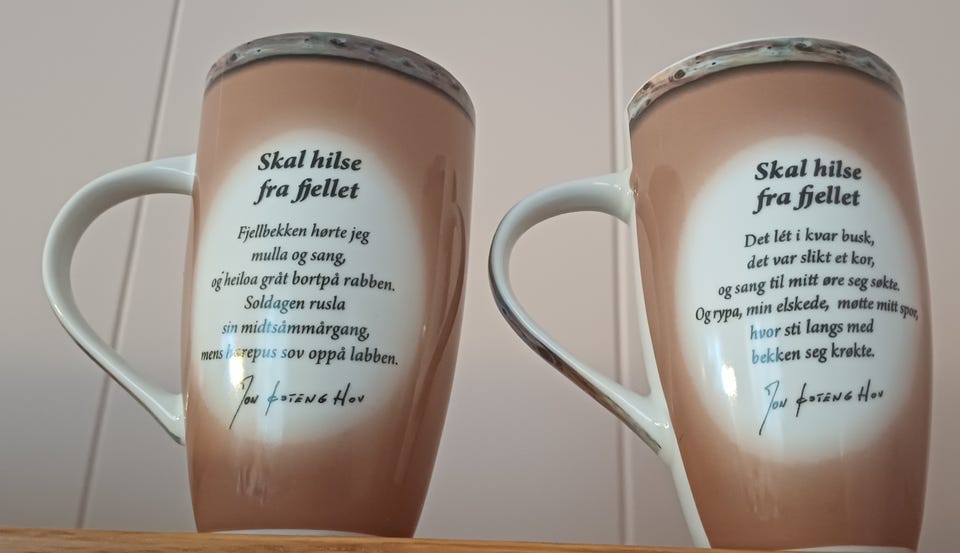 Skal hilse
fra fjellet
Fjellbekken hørte jeg
mulla og sang,
og heiloa gråt bortpå rabben.
Soldagen rusla
sin midtsåmmårgang,
mens harepus sov oppå labben.
Jon Østeng Hov
Skal hilse
fra fjellet
Det lét i kvar busk,
det var slikt et kor,
og sang til mitt øre seg søkte.
Og rypa, min elskede, møtte mitt spor,
hvor sti langs med
bekken seg krøkte.
Jon Østeng Hov